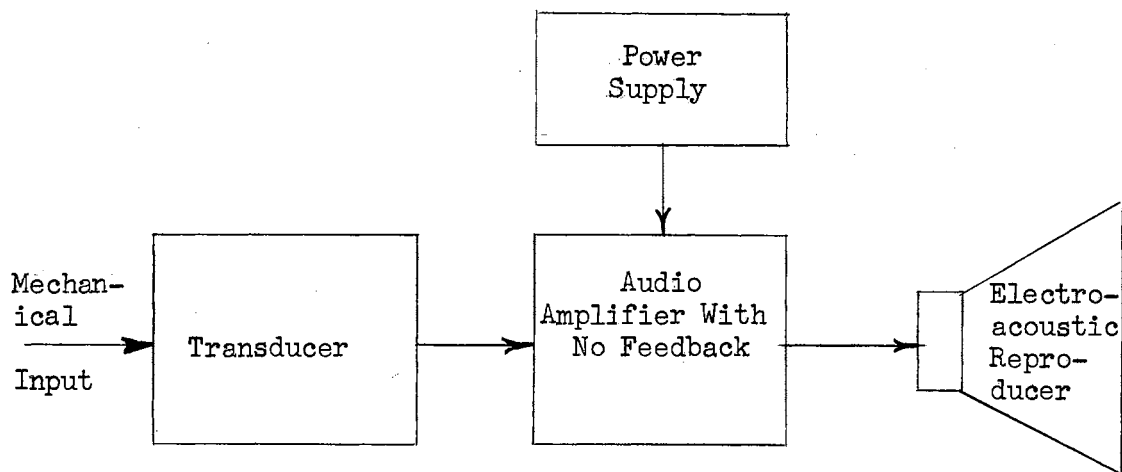 Power
Supply
Mechan-
ical
Input
Transducer
Audio
Amplifier With
No Feedback
Electro-
acoustic
Repro-
ducer